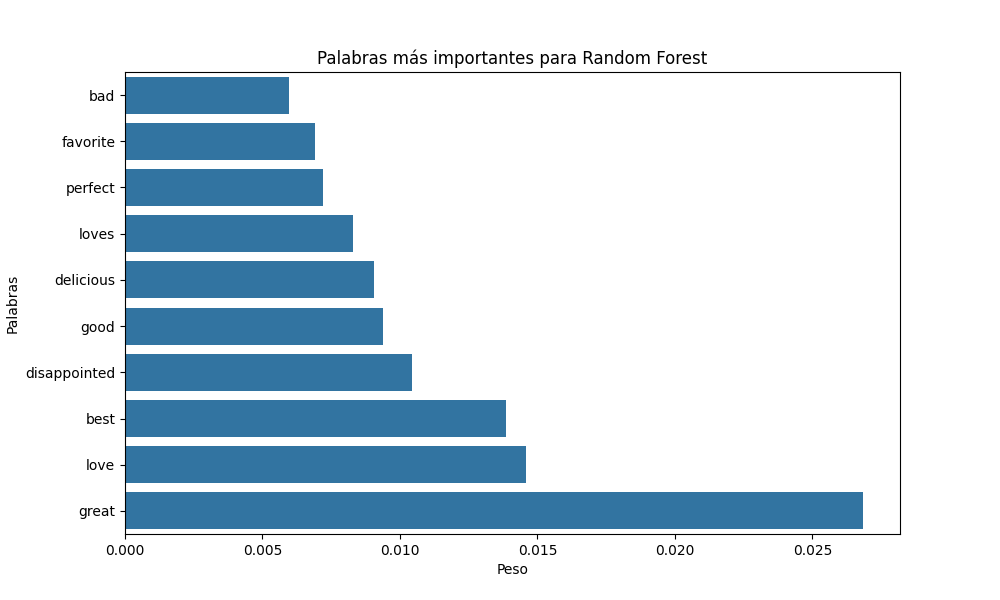 Palabras más importantes para Random Forest
Palabras
bad
favorite
perfect
loves
delicious
good
disappointed
best
love
great
0.000 0.005 0.010 0.015 0.020 0.025
Peso